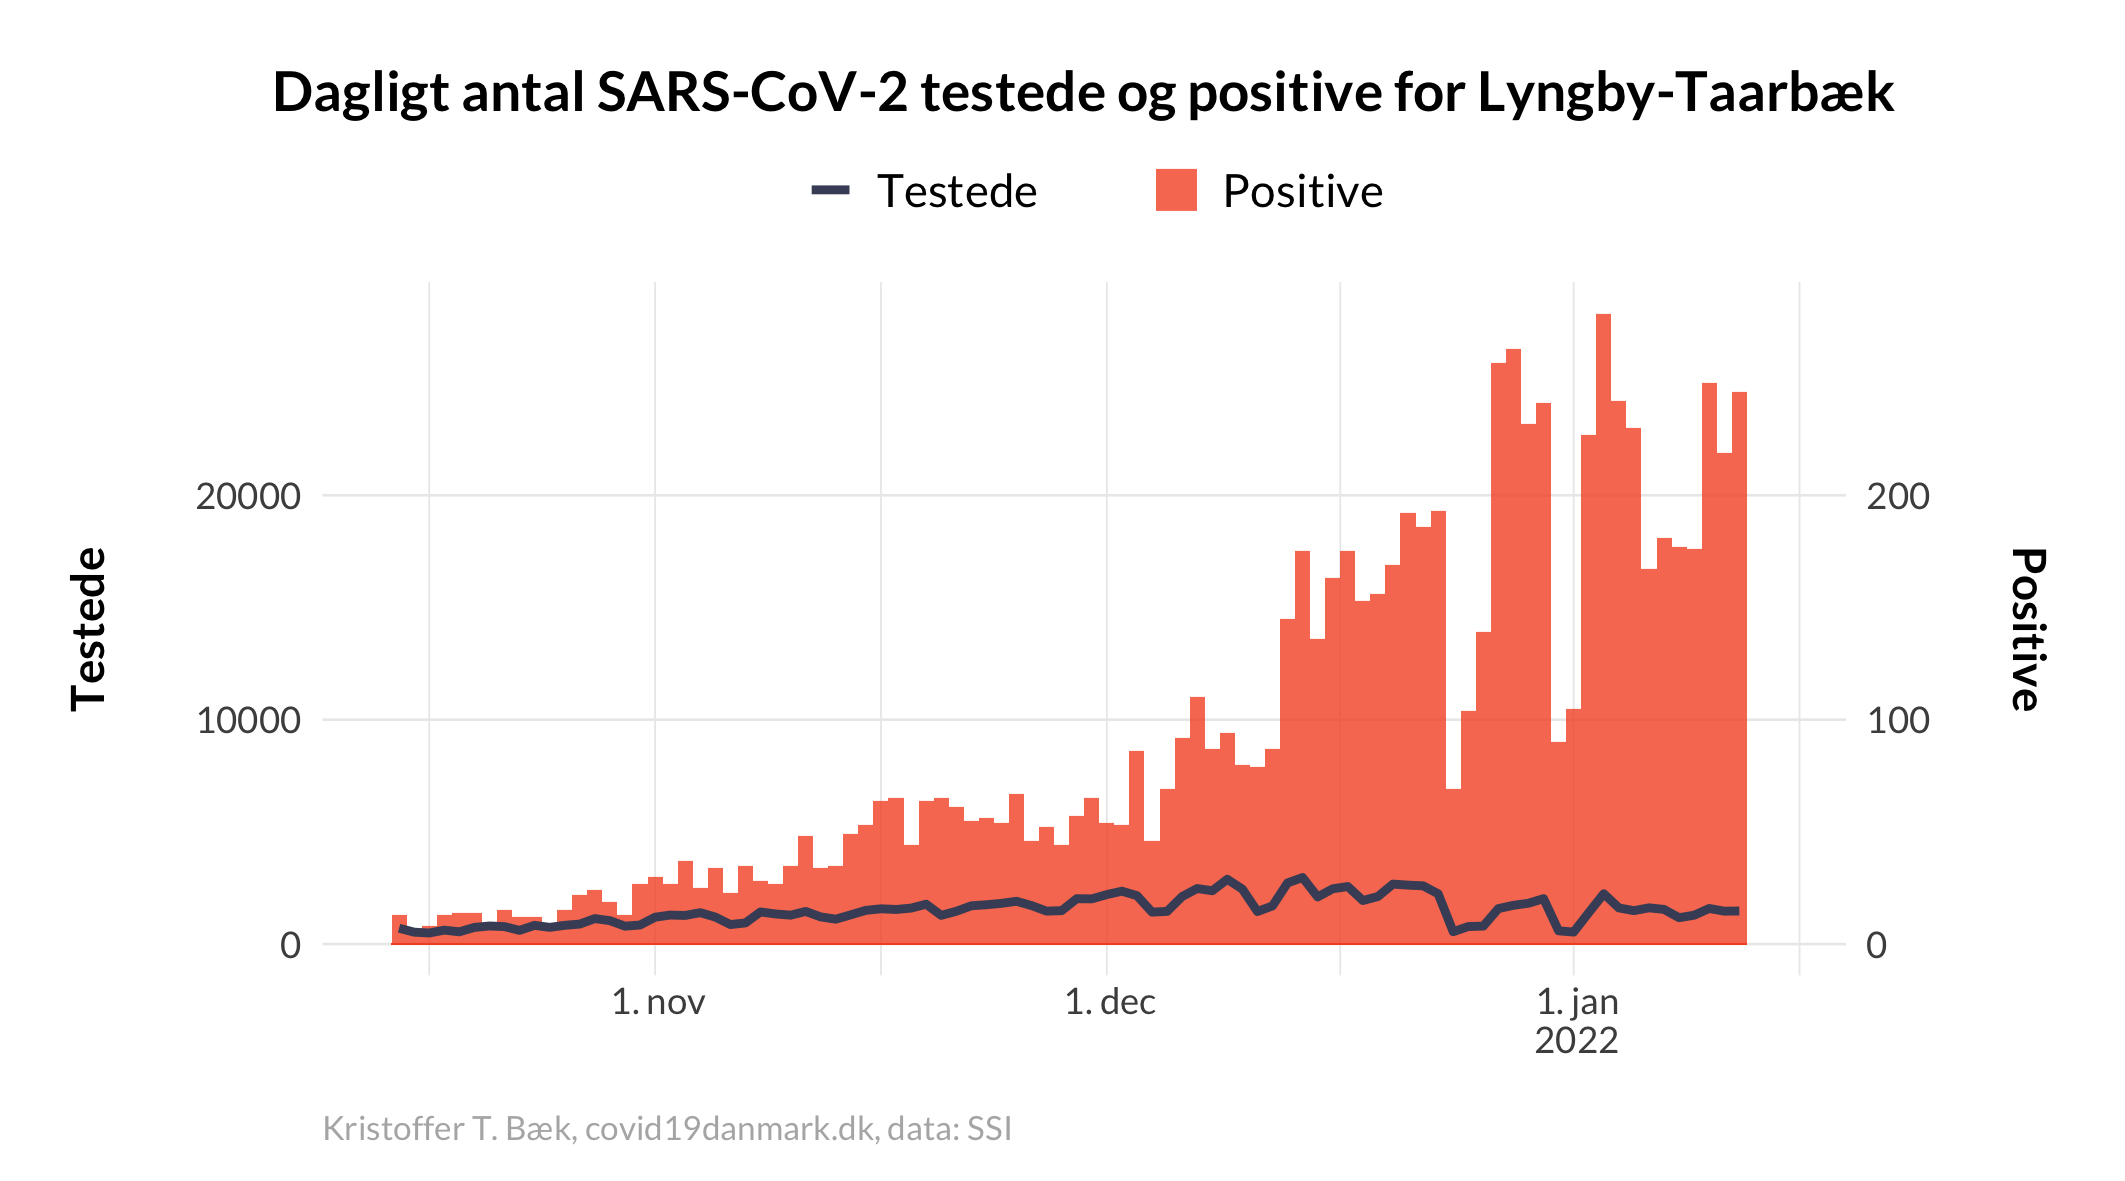 Dagligt antal SARS-CoV-2 testede og positive for Lyngby-Taarbæk
Testede
Positive
Testede
20000
10000
0
200
100
0
Positive
1. nov
1. dec
1. jan
2022
Kristoffer T. Bæk, covid19danmark.dk, data: SSI